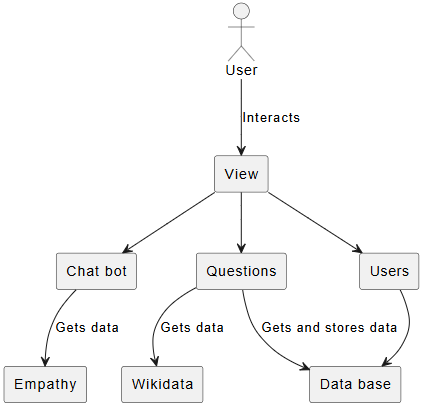 User
Interacts
View
Chat bot
Questions
Users
Gets data
Gets data
Gets and stores data
Empathy
Wikidata
Data base